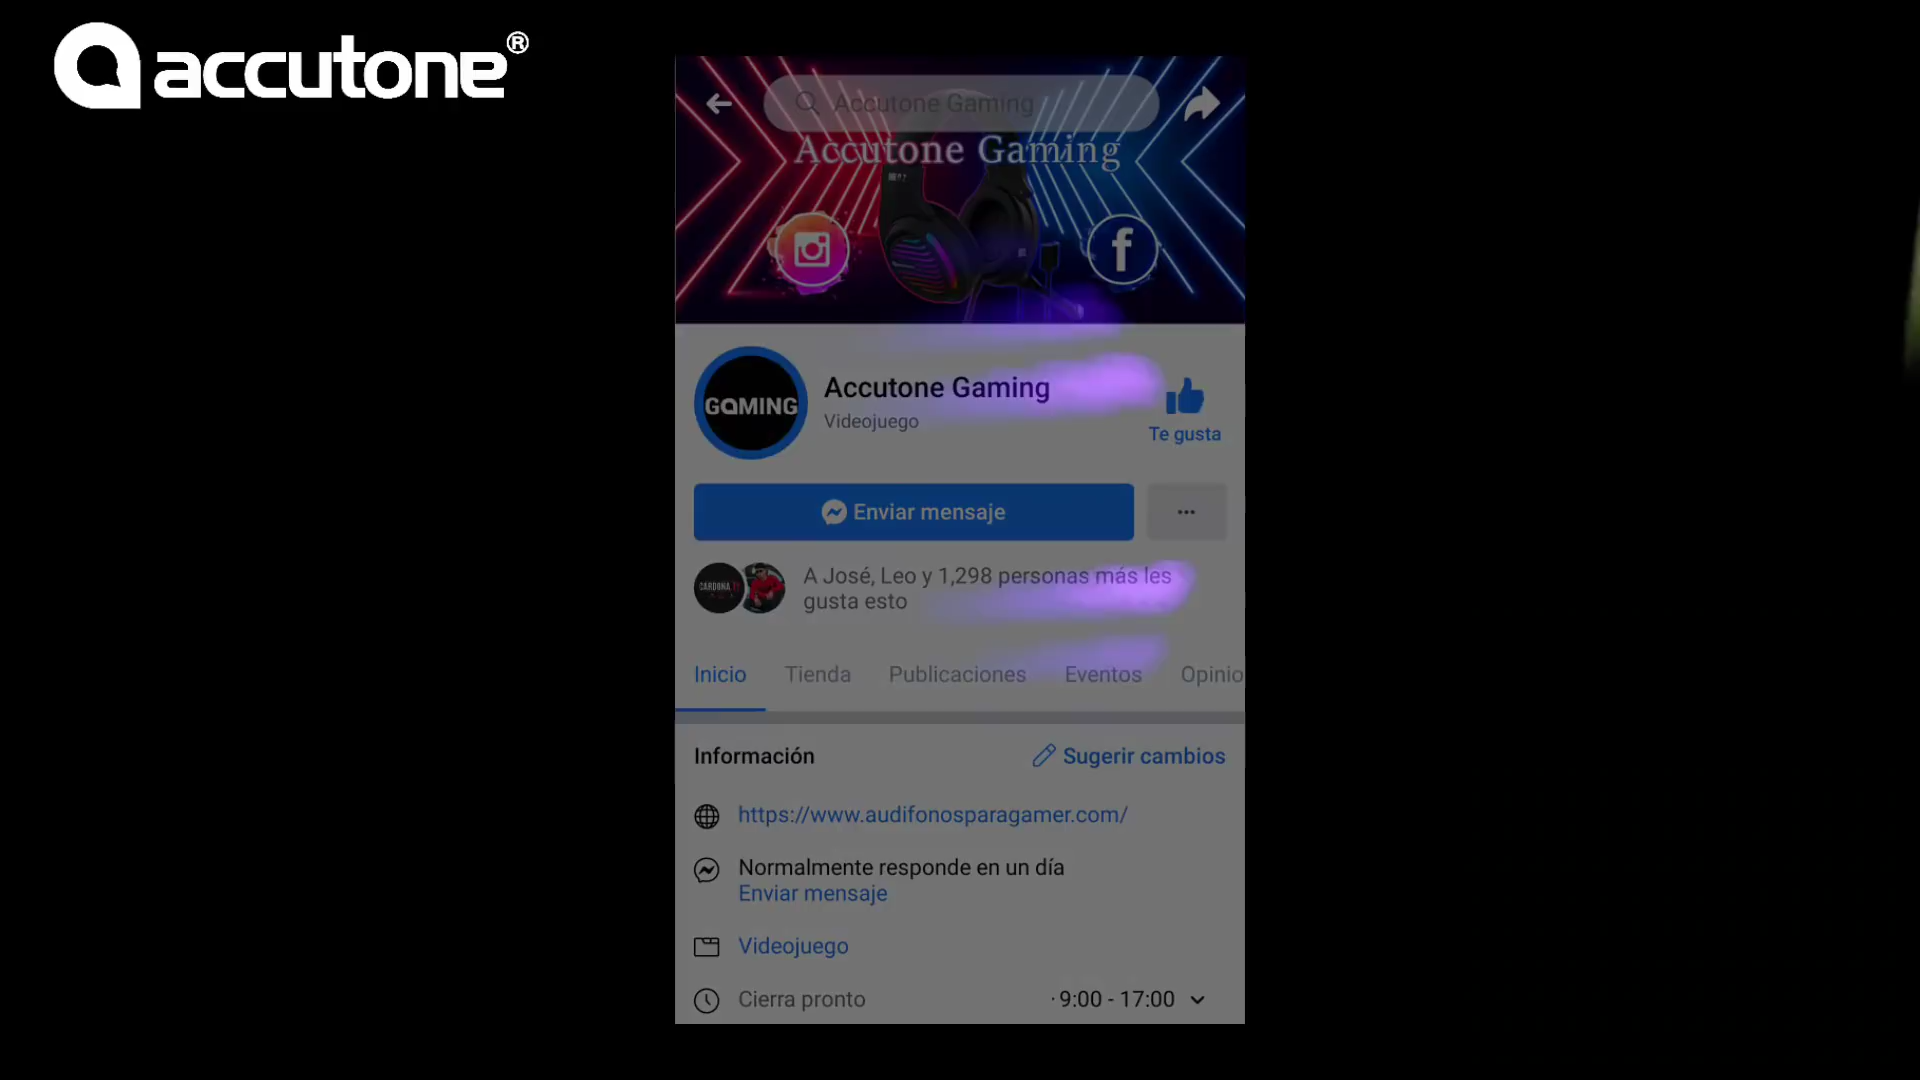 accutone®
Accutone Gaming
Accutone Gaming
GAMING
Accutone Gaming
Videojuego
Te gusta
Enviar mensaje
CARDONA
A José, Leo y 1,298 personas más les
gusta esto
Inicio Tienda Publicaciones Eventos Opinio
Información Sugerir cambios
https://www.audifonosparagamer.com/
Normalmente responde en un día
Enviar mensaje
Videojuego
Cierra pronto · 9:00 - 17:00